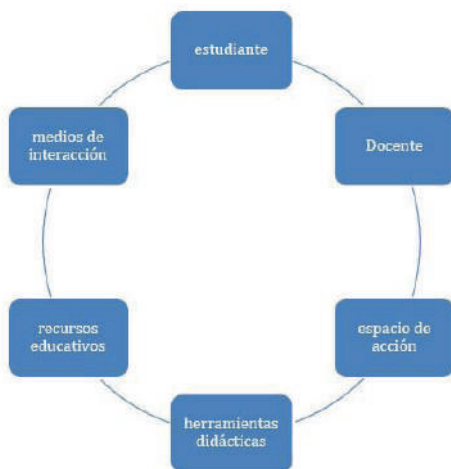 estudiante
Docente
espacio de
acción
herramientas
didácticas
recursos
educativos
medios de
interacción